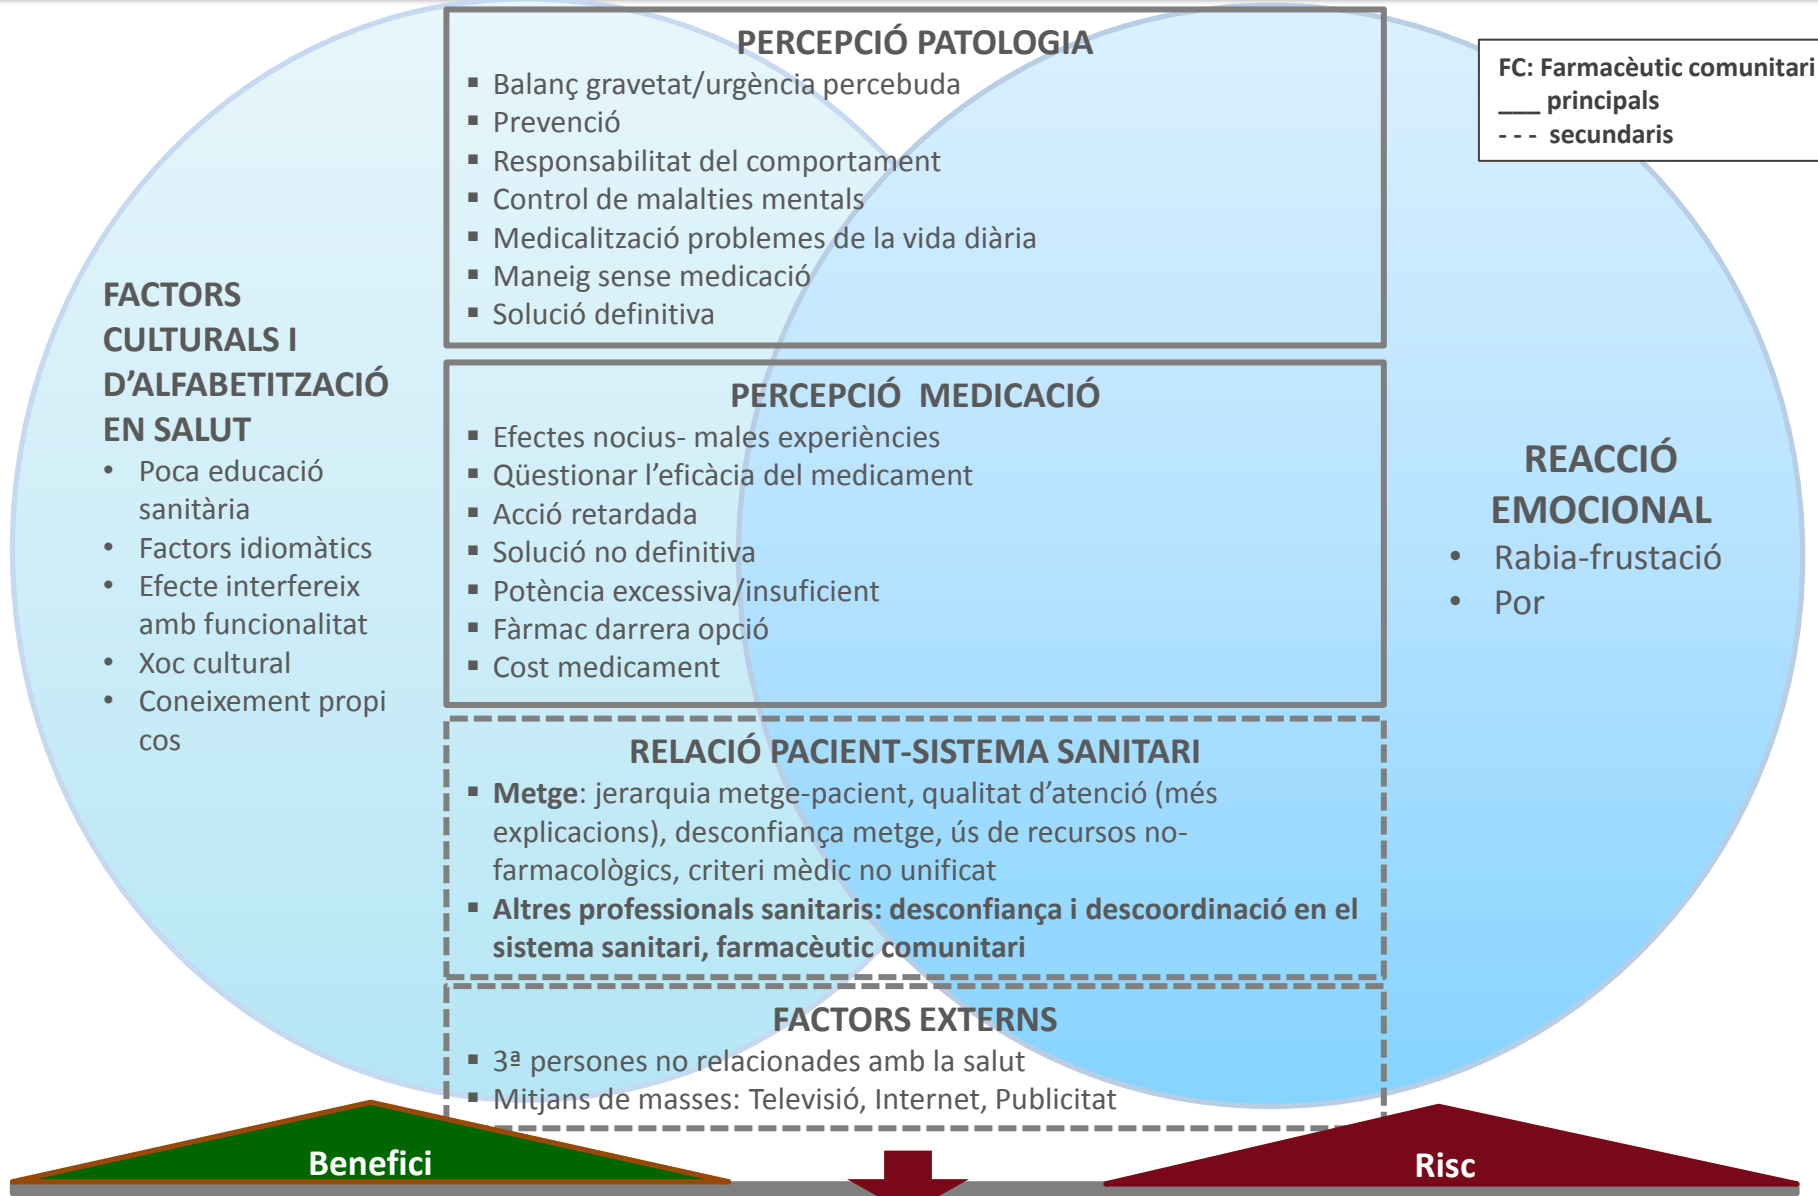 PERCEPCIÓ PATOLOGIA
▪ Balanç gravetat/urgència percebuda
▪ Prevenció
▪ Responsabilitat del comportament
▪ Control de malalties mentals
▪ Medicalització problemes de la vida diària
▪ Maneig sense medicació
▪ Solució definitiva
FC: Farmacèutic comunitari
___ principals
- - - secundaris
FACTORS
CULTURALS I
D’ALFABETITZACIÓ
EN SALUT
• Poca educació
sanitària
• Factors idiomàtics
• Efecte interfereix
amb funcionalitat
• Xoc cultural
• Coneixement propi
cos
PERCEPCIÓ MEDICACIÓ
▪ Efectes nocius- males experiències
▪ Qüestionar l’eficàcia del medicament
▪ Acció retardada
▪ Solució no definitiva
▪ Potència excessiva/insuficient
▪ Fàrmac darrera opció
▪ Cost medicament
REACCIÓ
EMOCIONAL
• Rabia-frustació
• Por
RELACIÓ PACIENT-SISTEMA SANITARI
▪ Metge: jerarquia metge-pacient, qualitat d’atenció (més
explicacions), desconfiança metge, ús de recursos no-
farmacològics, criteri mèdic no unificat
▪ Altres professionals sanitaris: desconfiança i descoordinació en el
sistema sanitari, farmacèutic comunitari
FACTORS EXTERNS
▪ 3ª persones no relacionades amb la salut
▪ Mitjans de masses: Televisió, Internet, Publicitat
Benefici
Risc